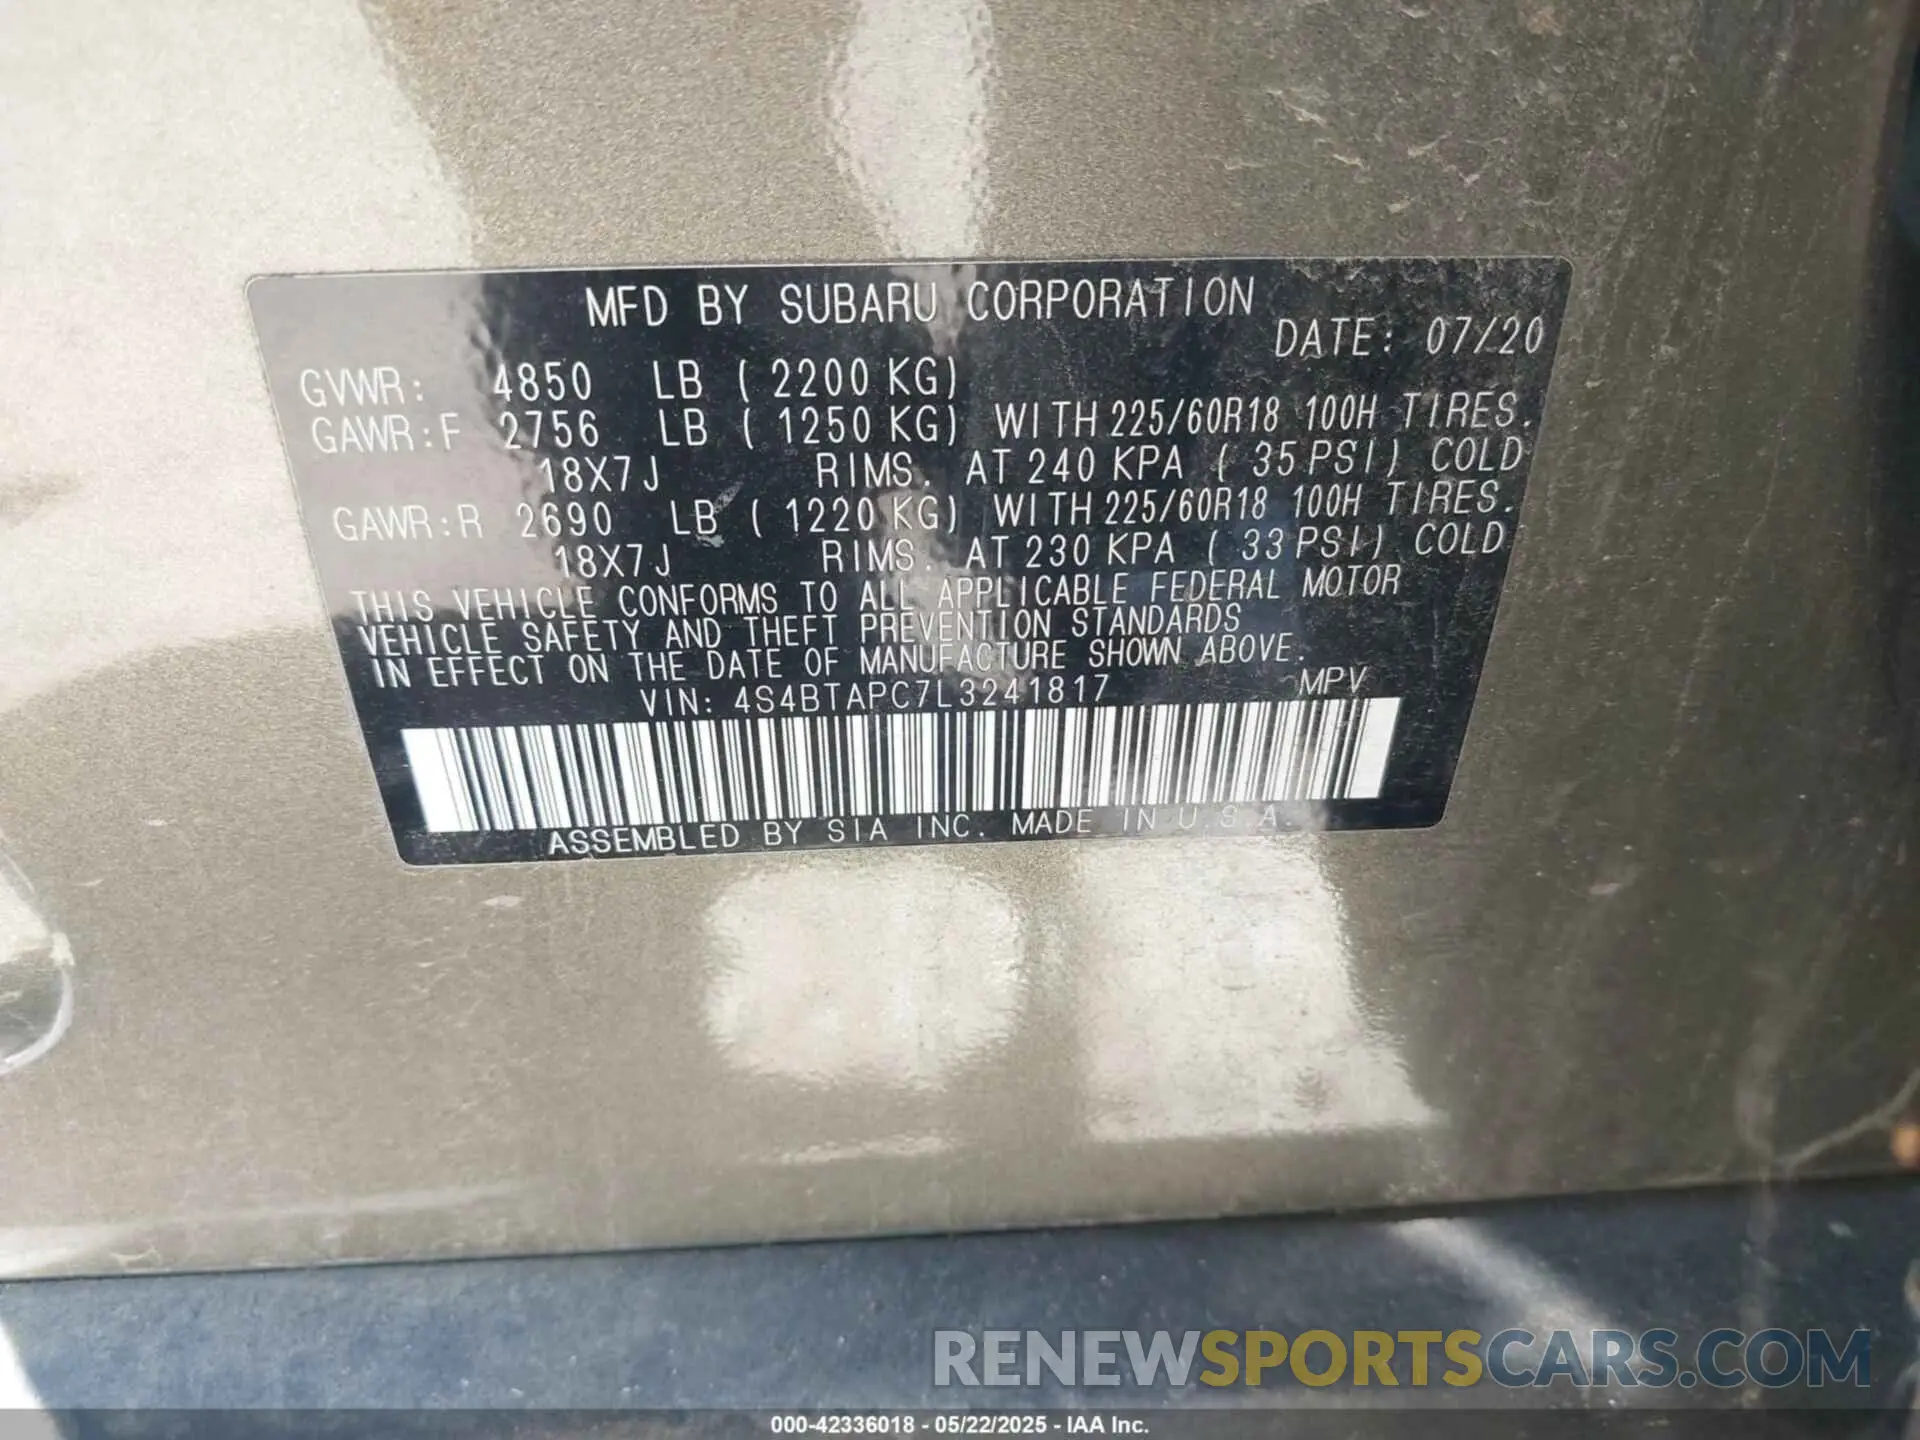 MFD BY SUBARU CORPORATION
DATE: 07/20
GVWR: 4850 LB ( 2200 KG)
GAWR:F 2756 LB ( 1250 KG) WITH 225/60R18 100H TIRES.
18X7J RIMS. AT 240 KPA ( 35 PSI) COLD
GAWR:R 2690 LB ( 1220 KG) WITH 225/60R18 100H TIRES.
18X7J RIMS. AT 230 KPA ( 33 PSI) COLD
THIS VEHICLE CONFORMS TO ALL APPLICABLE FEDERAL MOTOR
VEHICLE SAFETY AND THEFT PREVENTION STANDARDS
IN EFFECT ON THE DATE OF MANUFACTURE SHOWN ABOVE.
VIN: 4S4BTAPC7L3241817 MPV
ASSEMBLED BY SIA INC. MADE IN U.S.A.
RENEWSPORTSCARS.COM
000-42336018 - 05/22/2025 - IAA Inc.